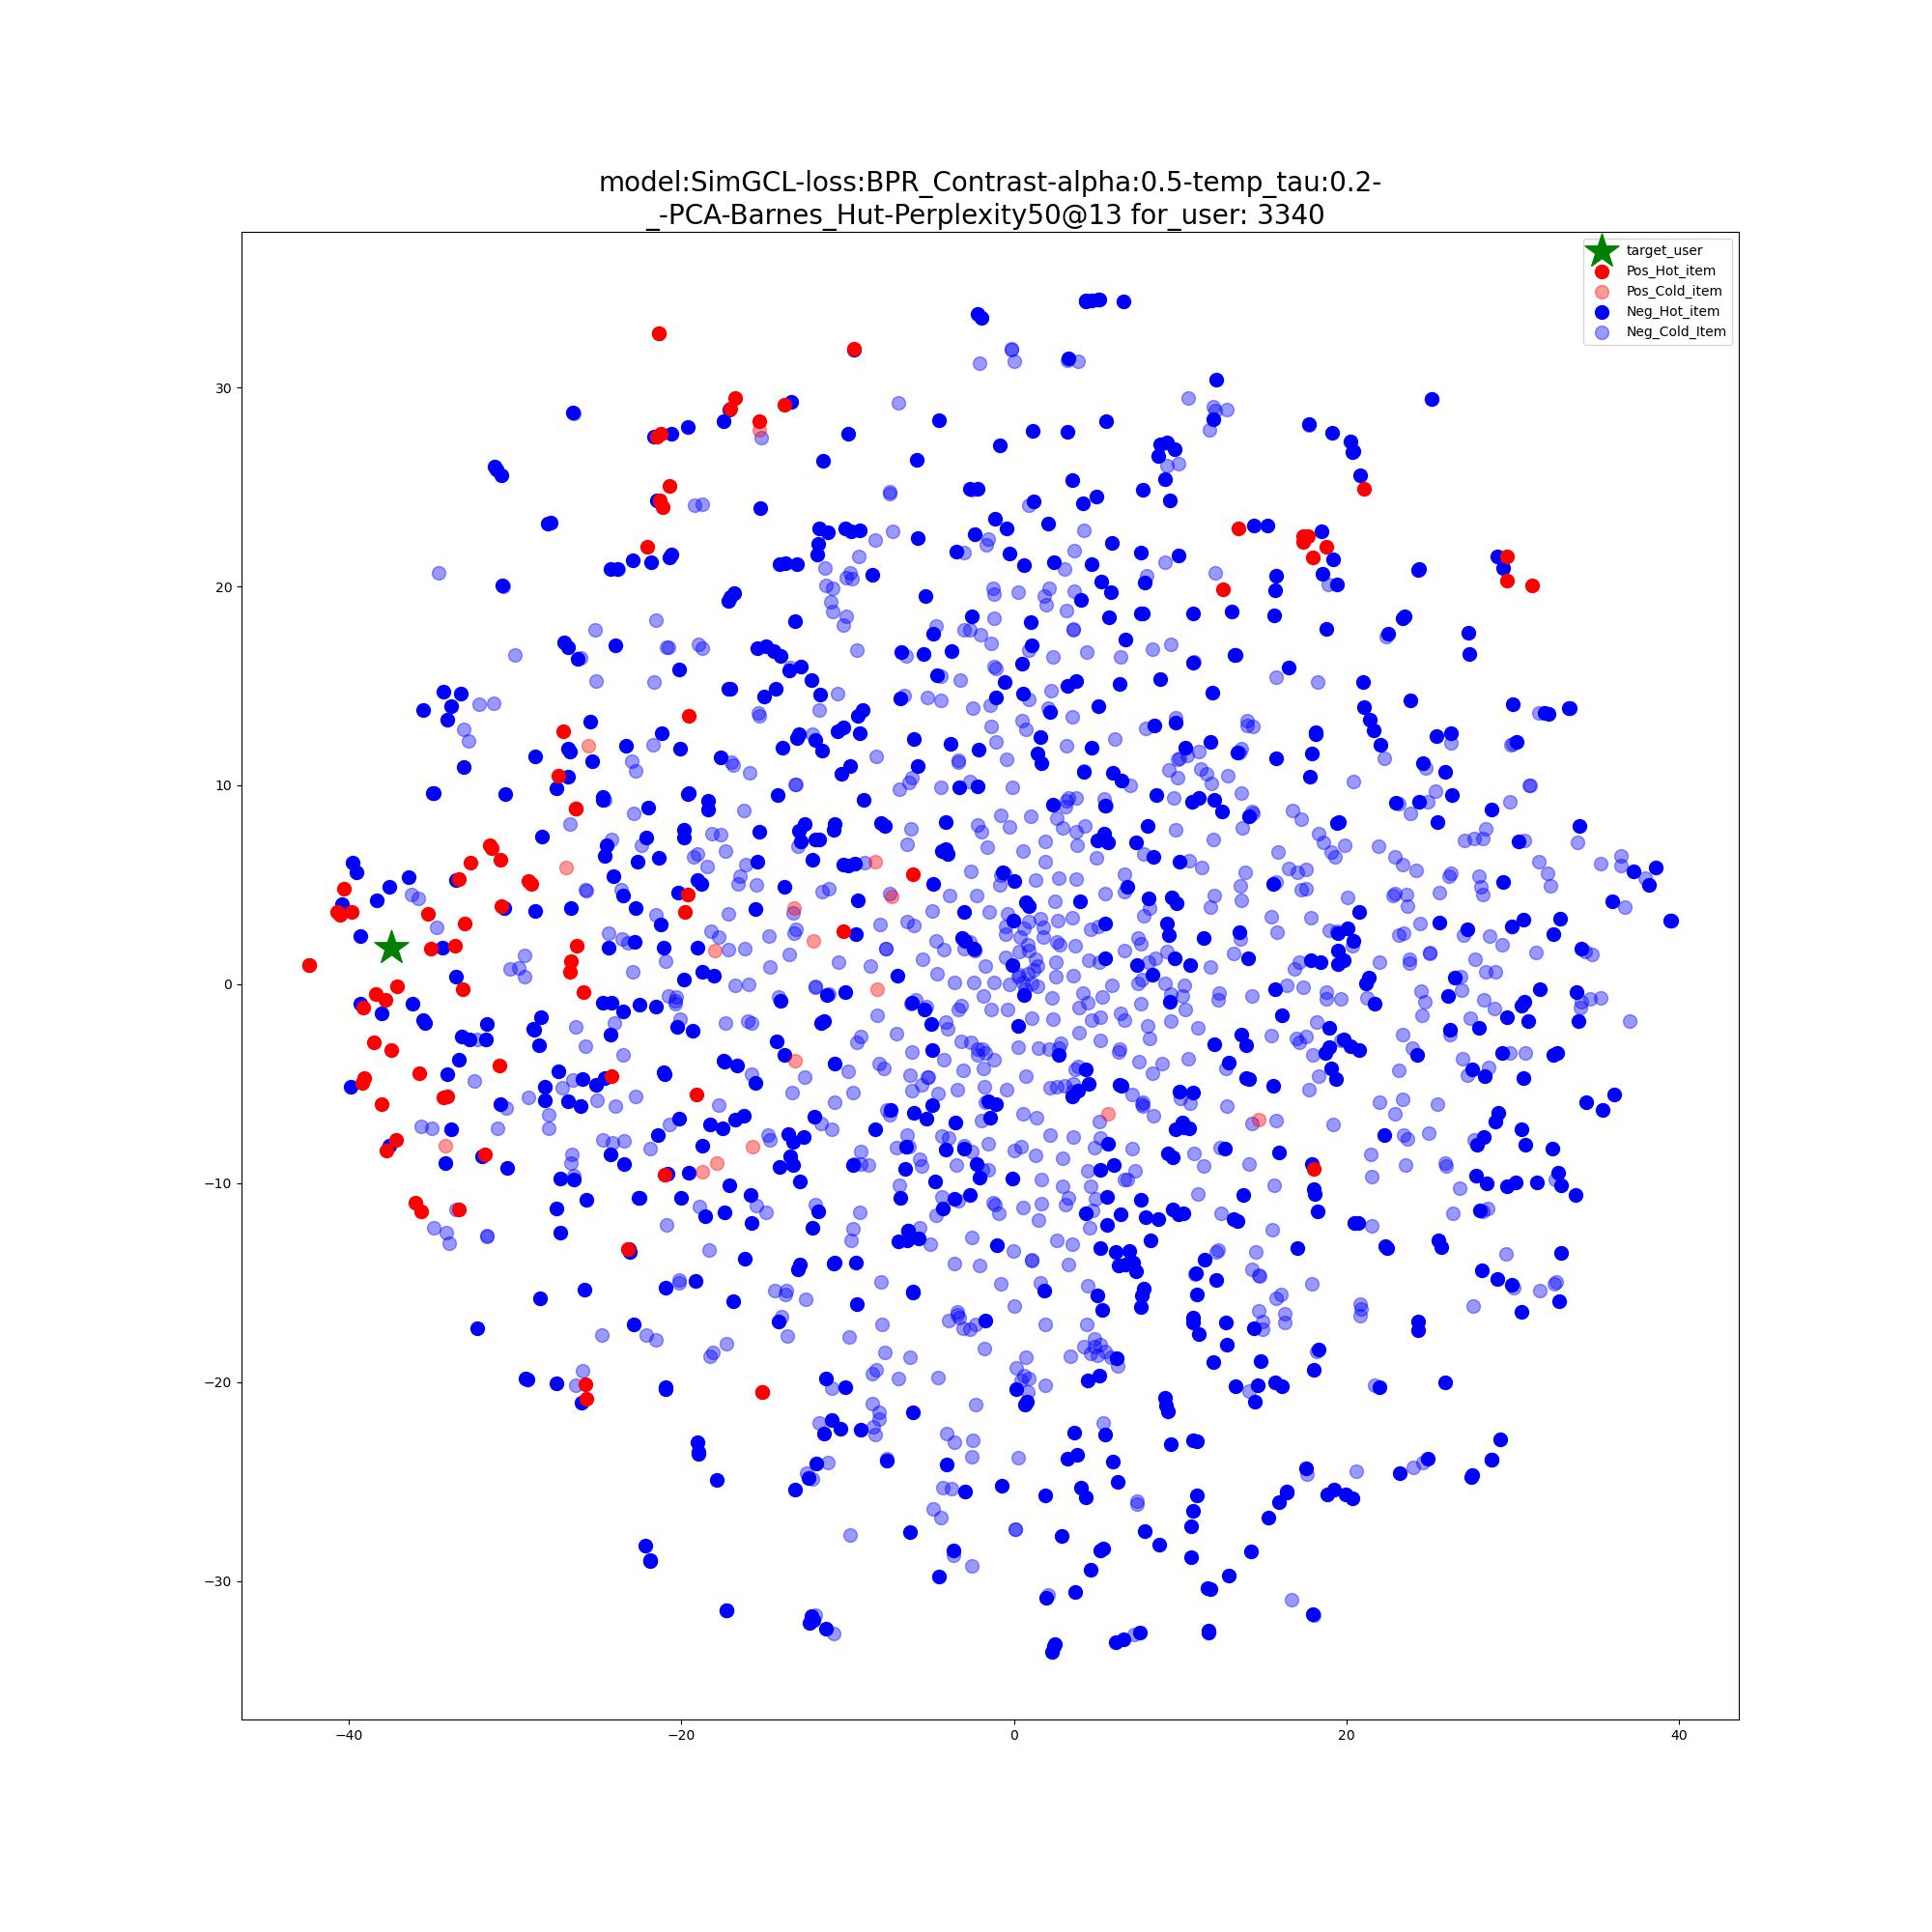 model:SimGCL-loss:BPR_Contrast-alpha:0.5-temp_tau:0.2-
_-PCA-Barnes_Hut-Perplexity50@13 for_user: 3340
target_user
Pos_Hot_item
Pos_Cold_item
Neg_Hot_item
Neg_Cold_Item
30
20
10
0
−10
−20
−30
−40
−20
0
20
40